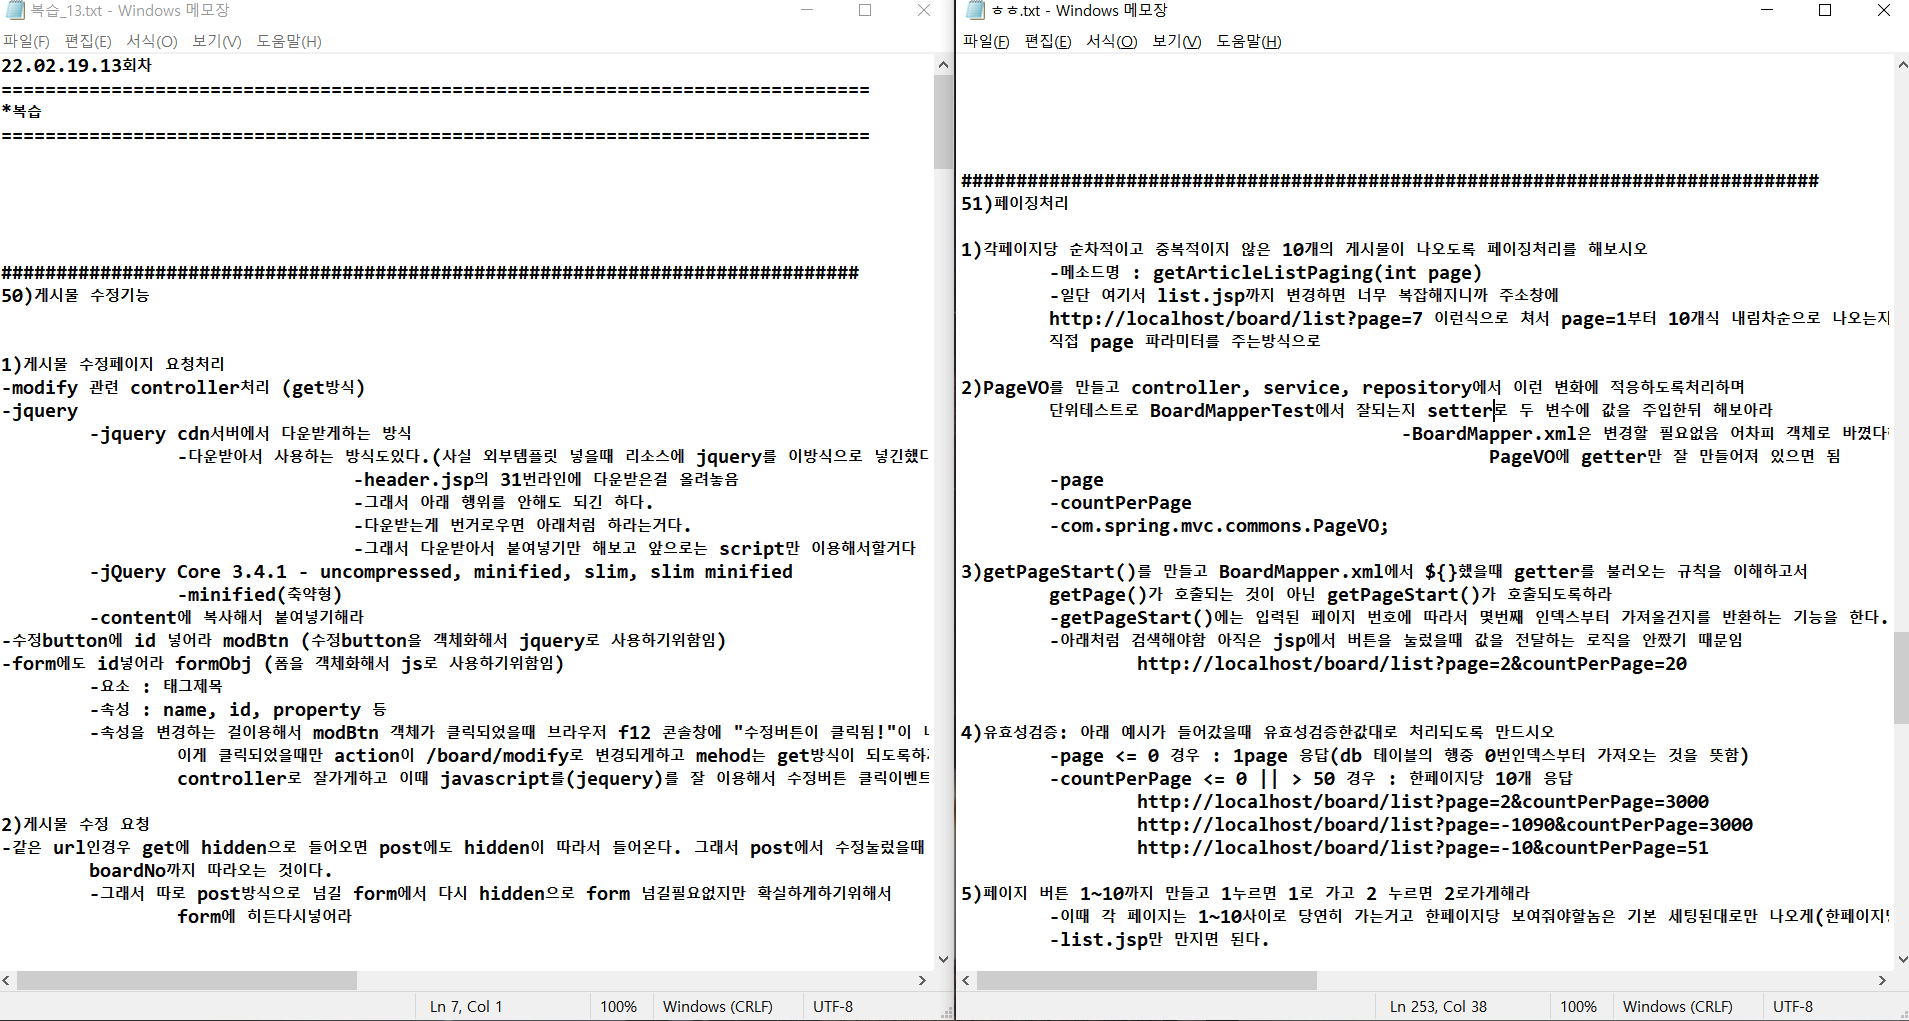 복습_13.txt - Windows 메모장
파일(F) 편집(E) 서식(O) 보기(V) 도움말(H)
22.02.19.13회차
===============================================================================
*복습
===============================================================================
##############################################################################
50)게시물 수정기능
1)게시물 수정페이지 요청처리
-modify 관련 controller처리 (get방식)
-jquery
-jquery cdn서버에서 다운받게하는 방식
-다운받아서 사용하는 방식도있다.(사실 외부템플릿 넣을때 리소스에 jquery를 이방식으로 넣긴했다
-header.jsp의 31번라인에 다운받은걸 올려놓음
-그래서 아래 행위를 안해도 되긴 하다.
-다운받는게 번거로우면 아래처럼 하라는거다.
-그래서 다운받아서 붙여넣기만 해보고 앞으로는 script만 이용해서할거다
-jQuery Core 3.4.1 - uncompressed, minified, slim, slim minified
-minified(축약형)
-content에 복사해서 붙여넣기해라
-수정button에 id 넣어라 modBtn (수정button을 객체화해서 jquery로 사용하기위함임)
-form에도 id넣어라 formObj (폼을 객체화해서 js로 사용하기위함임)
-요소 : 태그제목
-속성 : name, id, property 등
-속성을 변경하는 걸이용해서 modBtn 객체가 클릭되었을때 브라우저 f12 콘솔창에 "수정버튼이 클릭됨!"이
이게 클릭되었을때만 action이 /board/modify로 변경되게하고 mehod는 get방식이 되도록하
controller로 잘가게하고 이때 javascript를(jequery)를 잘 이용해서 수정버튼 클릭이벤트
2)게시물 수정 요청
-같은 url인경우 get에 hidden으로 들어오면 post에도 hidden이 따라서 들어온다. 그래서 post에서 수정눌렀을때
boardNo까지 따라오는 것이다.
-그래서 따로 post방식으로 넘길 form에서 다시 hidden으로 form 넘길필요없지만 확실하게하기위해서
form에 히든다시넣어라
Ln 7, Col 1 100% Windows (CRLF) UTF-8
ㅎㅎ.txt - Windows 메모장
파일(F) 편집(E) 서식(O) 보기(V) 도움말(H)
##############################################################################
51)페이징처리
1)각페이지당 순차적이고 중복적이지 않은 10개의 게시물이 나오도록 페이징처리를 해보시오
-메소드명 : getArticleListPaging(int page)
-일단 여기서 list.jsp까지 변경하면 너무 복잡해지니까 주소창에
http://localhost/board/list?page=7 이런식으로 쳐서 page=1부터 10개식 내림차순으로 나오는지
직접 page 파라미터를 주는방식으로
2)PageVO를 만들고 controller, service, repository에서 이런 변화에 적응하도록처리하며
단위테스트로 BoardMapperTest에서 잘되는지 setter로 두 변수에 값을 주입한뒤 해보아라
-BoardMapper.xml은 변경할 필요없음 어차피 객체로 바꼈다
PageVO에 getter만 잘 만들어져 있으면 됨
-page
-countPerPage
-com.spring.mvc.commons.PageVO;
3)getPageStart()를 만들고 BoardMapper.xml에서 ${}했을때 getter를 불러오는 규칙을 이해하고서
getPage()가 호출되는 것이 아닌 getPageStart()가 호출되도록하라
-getPageStart()에는 입력된 페이지 번호에 따라서 몇번째 인덱스부터 가져올건지를 반환하는 기능을 한다.
-아래처럼 검색해야함 아직은 jsp에서 버튼을 눌렀을때 값을 전달하는 로직을 안짰기 때문임
http://localhost/board/list?page=2&countPerPage=20
4)유효성검증: 아래 예시가 들어갔을때 유효성검증한값대로 처리되도록 만드시오
-page <= 0 경우 : 1page 응답(db 테이블의 행중 0번인덱스부터 가져오는 것을 뜻함)
-countPerPage <= 0 || > 50 경우 : 한페이지당 10개 응답
http://localhost/board/list?page=2&countPerPage=3000
http://localhost/board/list?page=-1090&countPerPage=3000
http://localhost/board/list?page=-10&countPerPage=51
5)페이지 버튼 1~10까지 만들고 1누르면 1로 가고 2 누르면 2로가게해라
-이때 각 페이지는 1~10사이로 당연히 가는거고 한페이지당 보여줘야할놈은 기본 세팅된대로만 나오게(한페이지
-list.jsp만 만지면 된다.
Ln 253, Col 38 100% Windows (CRLF) UTF-8